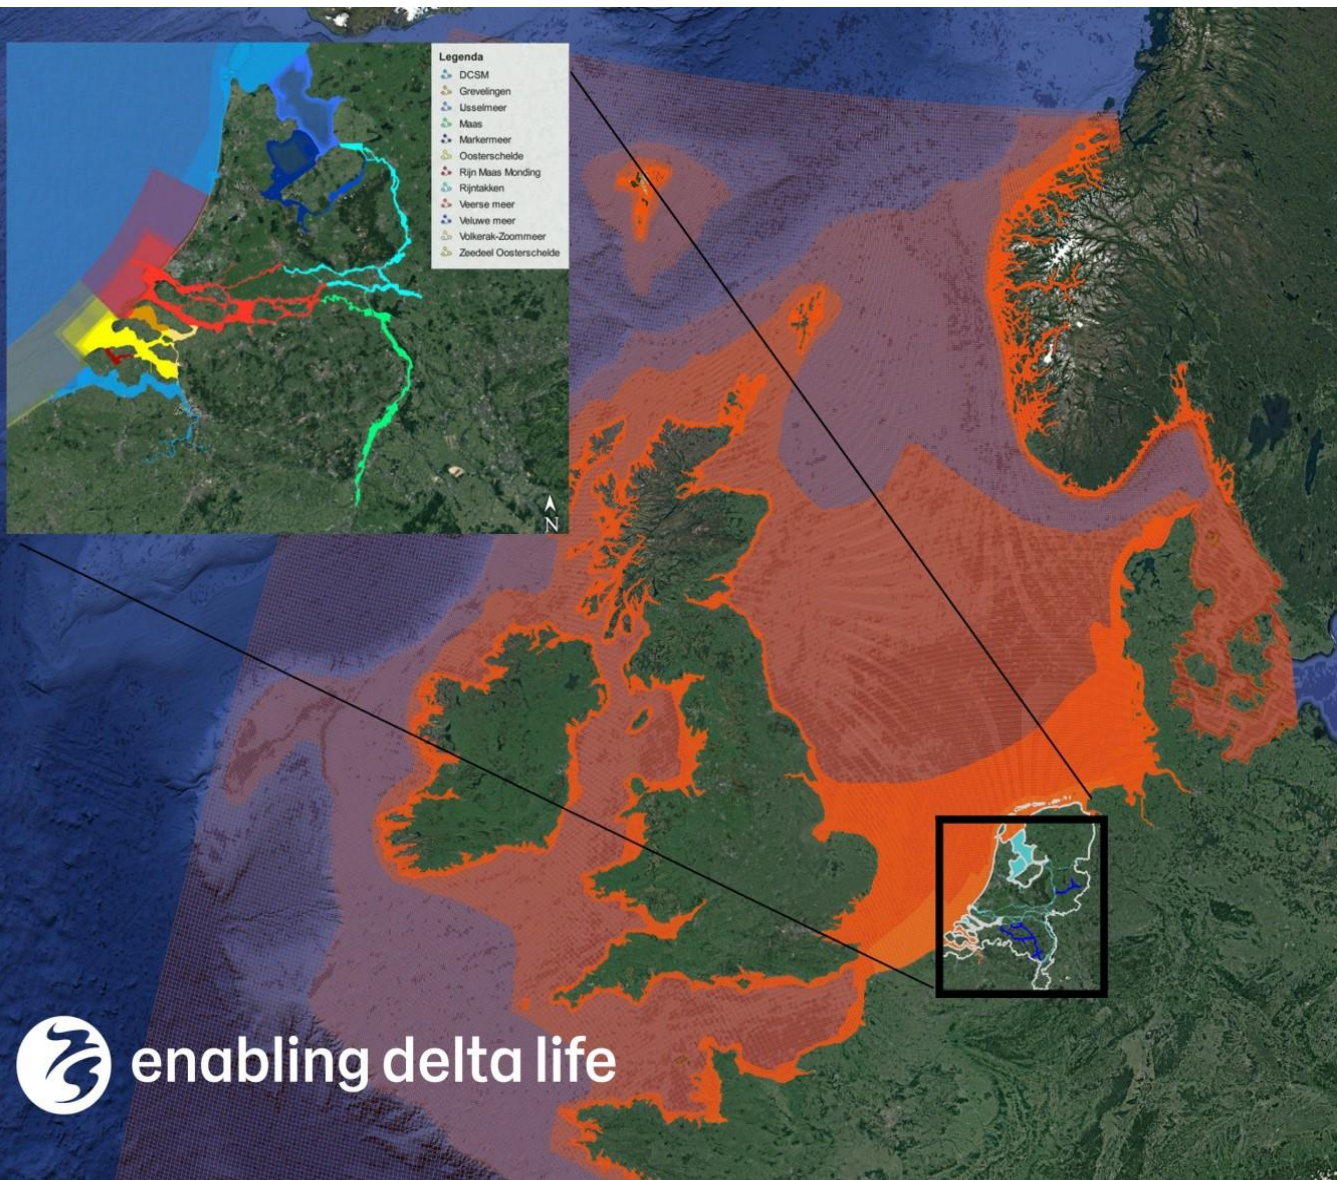 Legenda
DCSM
Grevelingen
IJsselmeer
Maas
Markermeer
Oosterschelde
Rijn Maas Monding
Rijntakken
Veerse meer
Veluwe meer
Volkerak-Zoommeer
Zeedeel Oosterschelde
N
enabling delta life